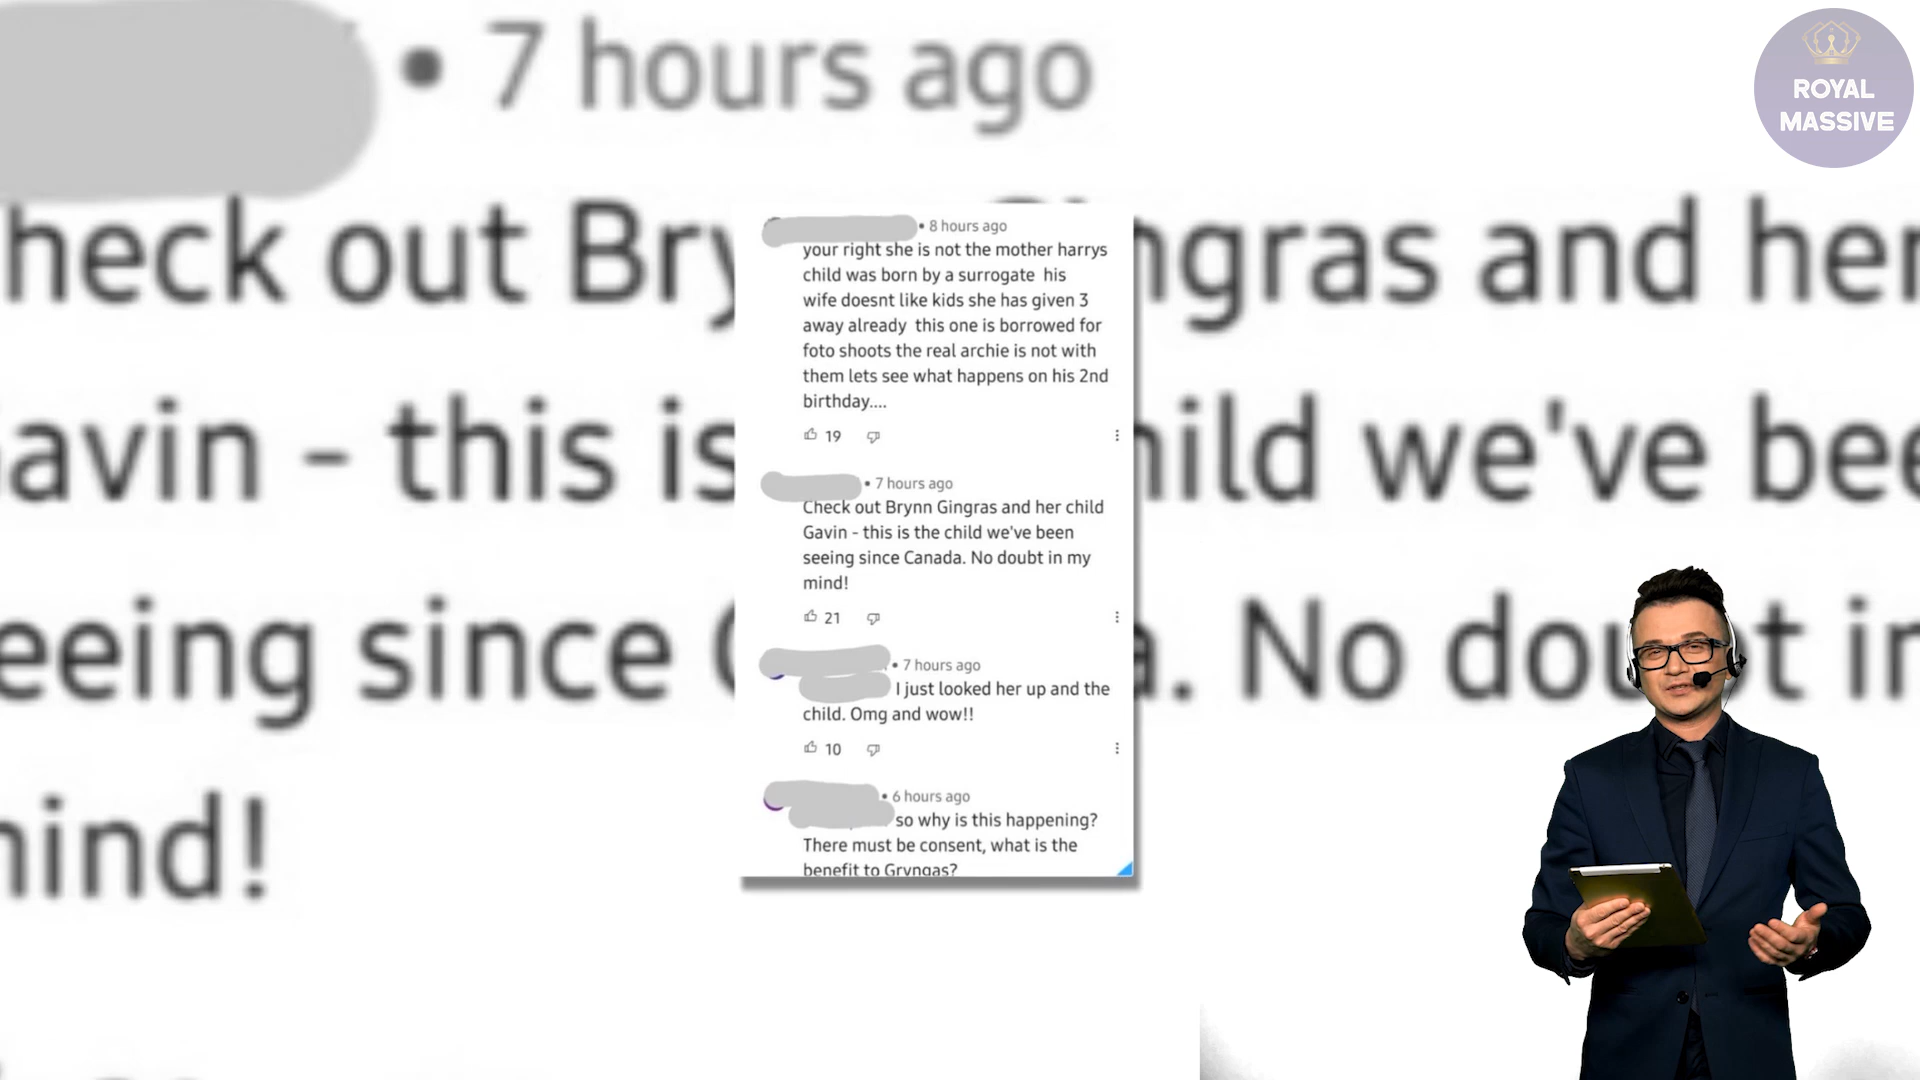 • 7 hours ago
heck out Bry
ngras and her
avin - this is
hild we've bee
eeing since
a. No doubt in
mind!
ROYAL
MASSIVE
• 8 hours ago
your right she is not the mother harrys
child was born by a surrogate his
wife doesnt like kids she has given 3
away already this one is borrowed for
foto shoots the real archie is not with
them lets see what happens on his 2nd
birthday....
19
• 7 hours ago
Check out Brynn Gingras and her child
Gavin - this is the child we've been
seeing since Canada. No doubt in my
mind!
21
• 7 hours ago
I just looked her up and the
child. Omg and wow!!
10
• 6 hours ago
so why is this happening?
There must be consent, what is the
benefit to Gryngas?